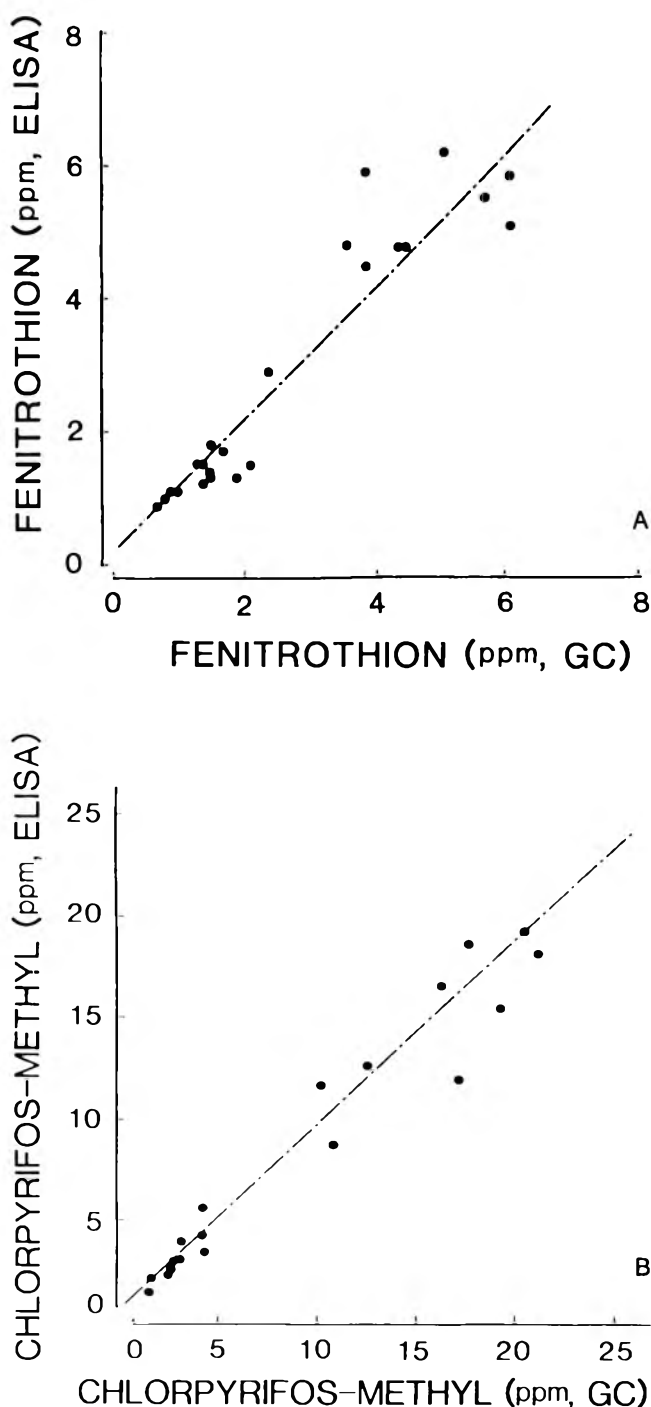 FENITROTHION (ppm, ELISA)
8
6
4
2
0
A
0 2 4 6 8
FENITROTHION (ppm, GC)
CHLORPYRIFOS-METHYL (ppm, ELISA)
25
20
15
10
5
0
B
0 5 10 15 20 25
CHLORPYRIFOS-METHYL (ppm, GC)